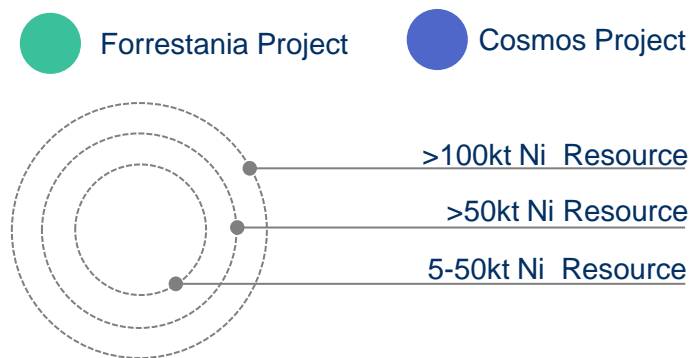 Forrestania Project
Cosmos Project
>100kt Ni Resource
>50kt Ni Resource
5-50kt Ni Resource